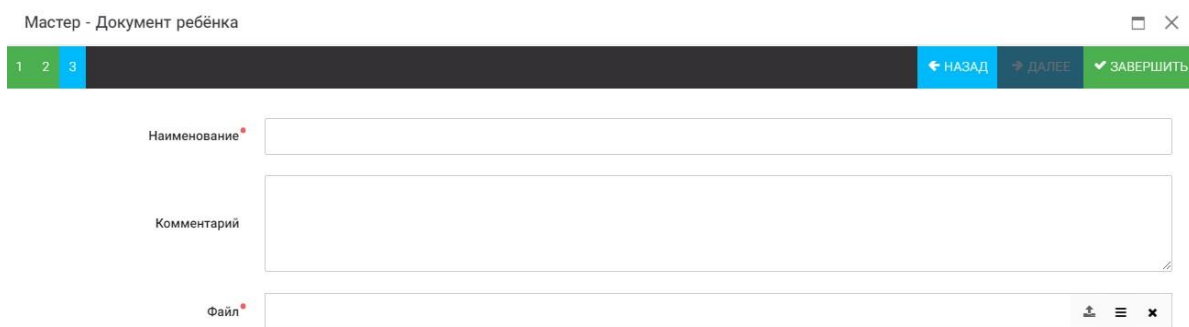 Мастер - Документ ребёнка
1 2 3 НАЗАД ДАЛЕЕ ЗАВЕРШИТЬ
Наименование
Комментарий
Файл